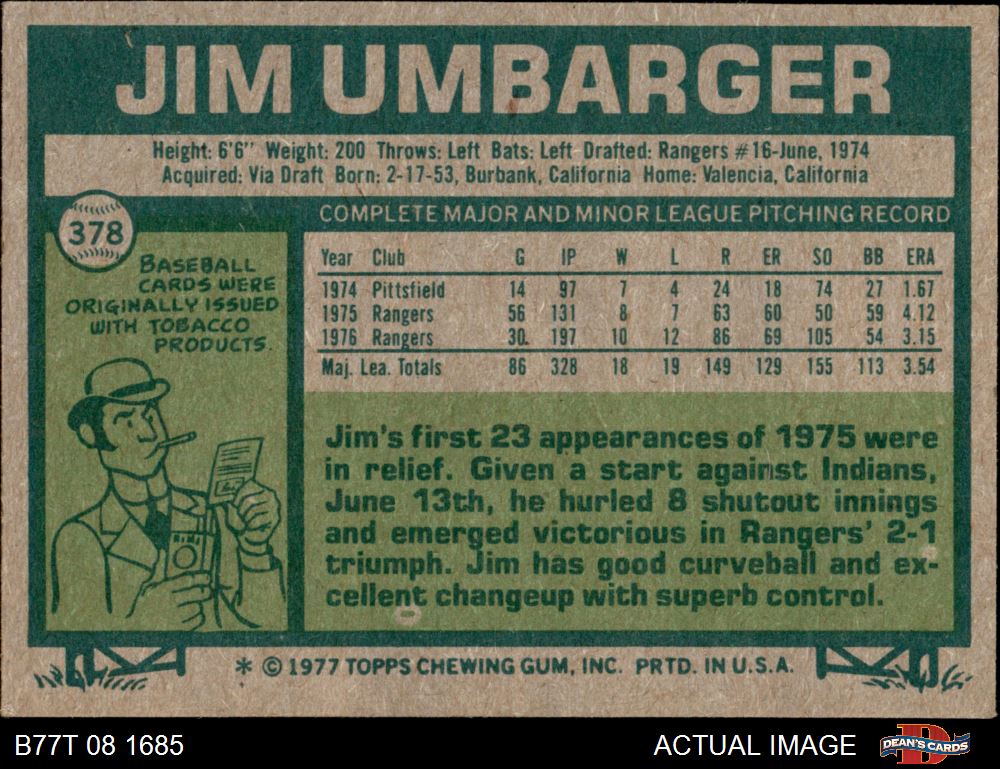 JIM UMBARGER
Height: 6'6" Weight: 200 Throws: Left Bats: Left Drafted: Rangers #16-June, 1974
Acquired: Via Draft Born: 2-17-53, Burbank, California Home: Valencia, California
378
BASEBALL
CARDS WERE
ORIGINALLY ISSUED
WITH TOBACCO
PRODUCTS.
COMPLETE MAJOR AND MINOR LEAGUE PITCHING RECORD
Year Club G IP W L R ER SO BB ERA
1974 Pittsfield 14 97 7 4 24 18 74 27 1.67
1975 Rangers 56 131 8 7 63 60 50 59 4.12
1976 Rangers 30 197 10 12 86 69 105 54 3.15
Maj. Lea. Totals 86 328 18 19 149 129 155 113 3.54
Jim's first 23 appearances of 1975 were
in relief. Given a start against Indians,
June 13th, he hurled 8 shutout innings
and emerged victorious in Rangers' 2-1
triumph. Jim has good curveball and ex-
cellent changeup with superb control.
* © 1977 TOPPS CHEWING GUM, INC. PRTD. IN U.S.A.
B77T 08 1685
ACTUAL IMAGE
DEAN'S CARDS